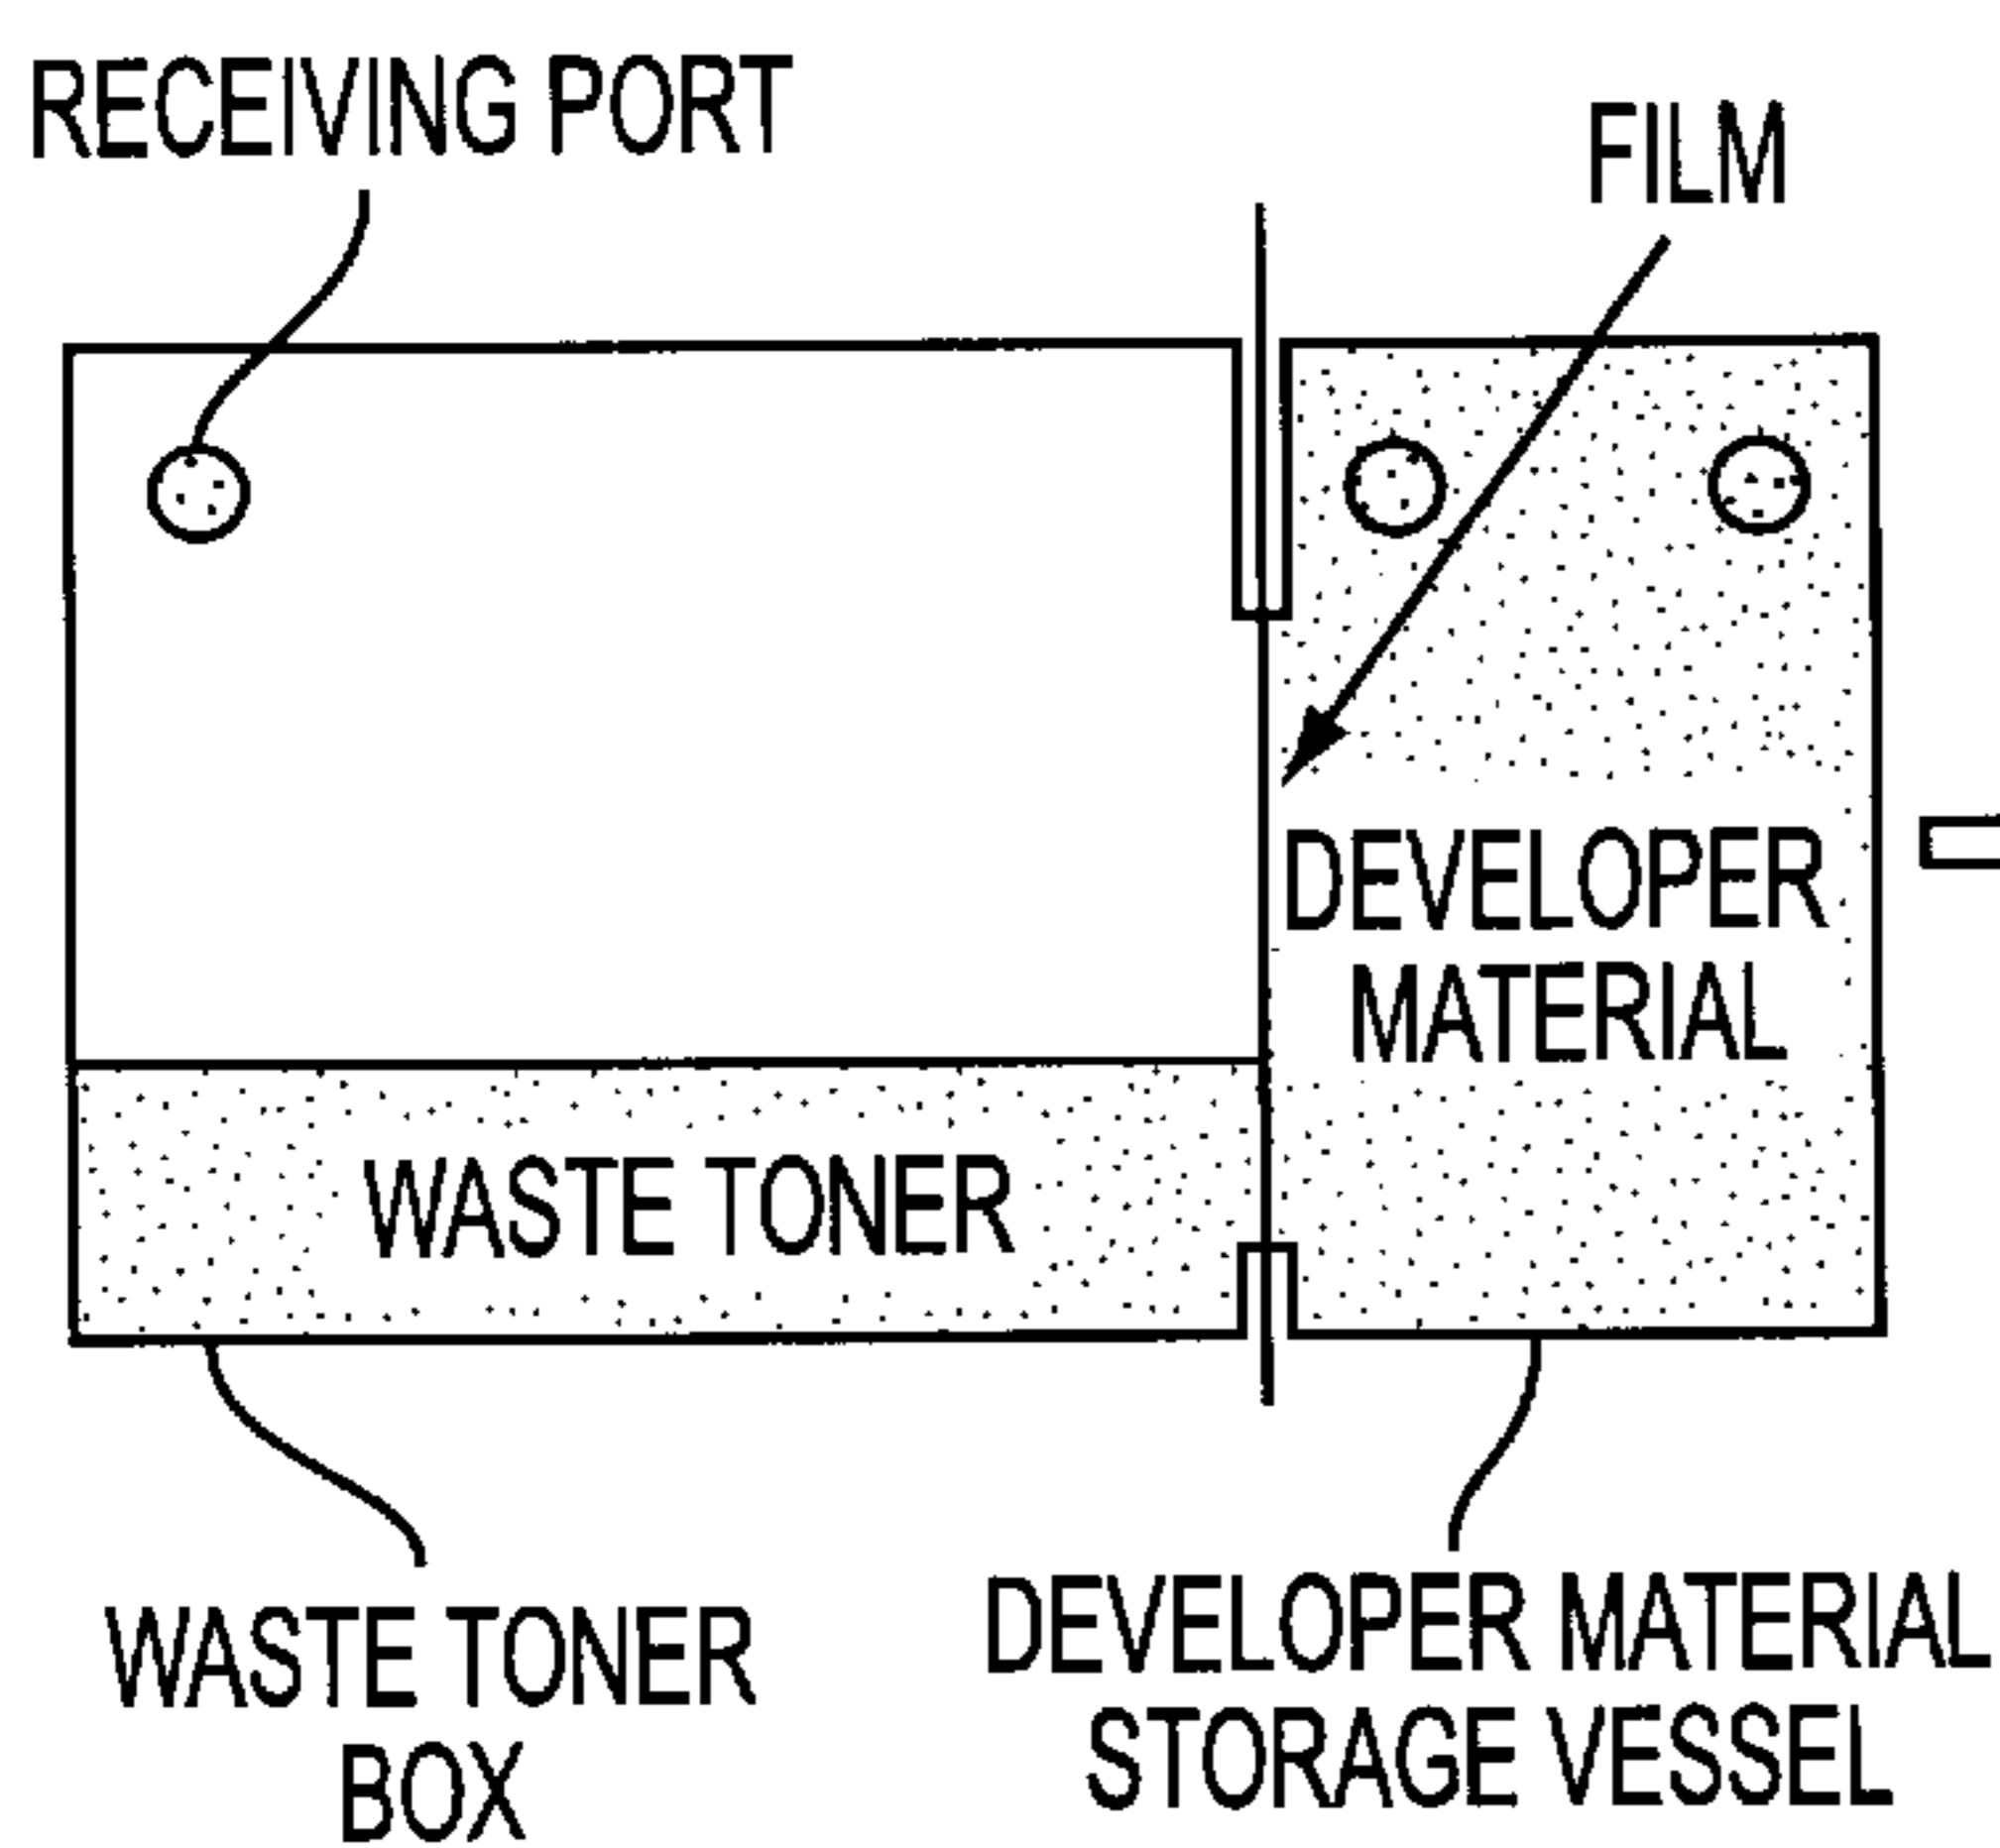 RECEIVING PORT
FILM
DEVELOPER
MATERIAL
WASTE TONER
WASTE TONER
BOX
DEVELOPER MATERIAL
STORAGE VESSEL